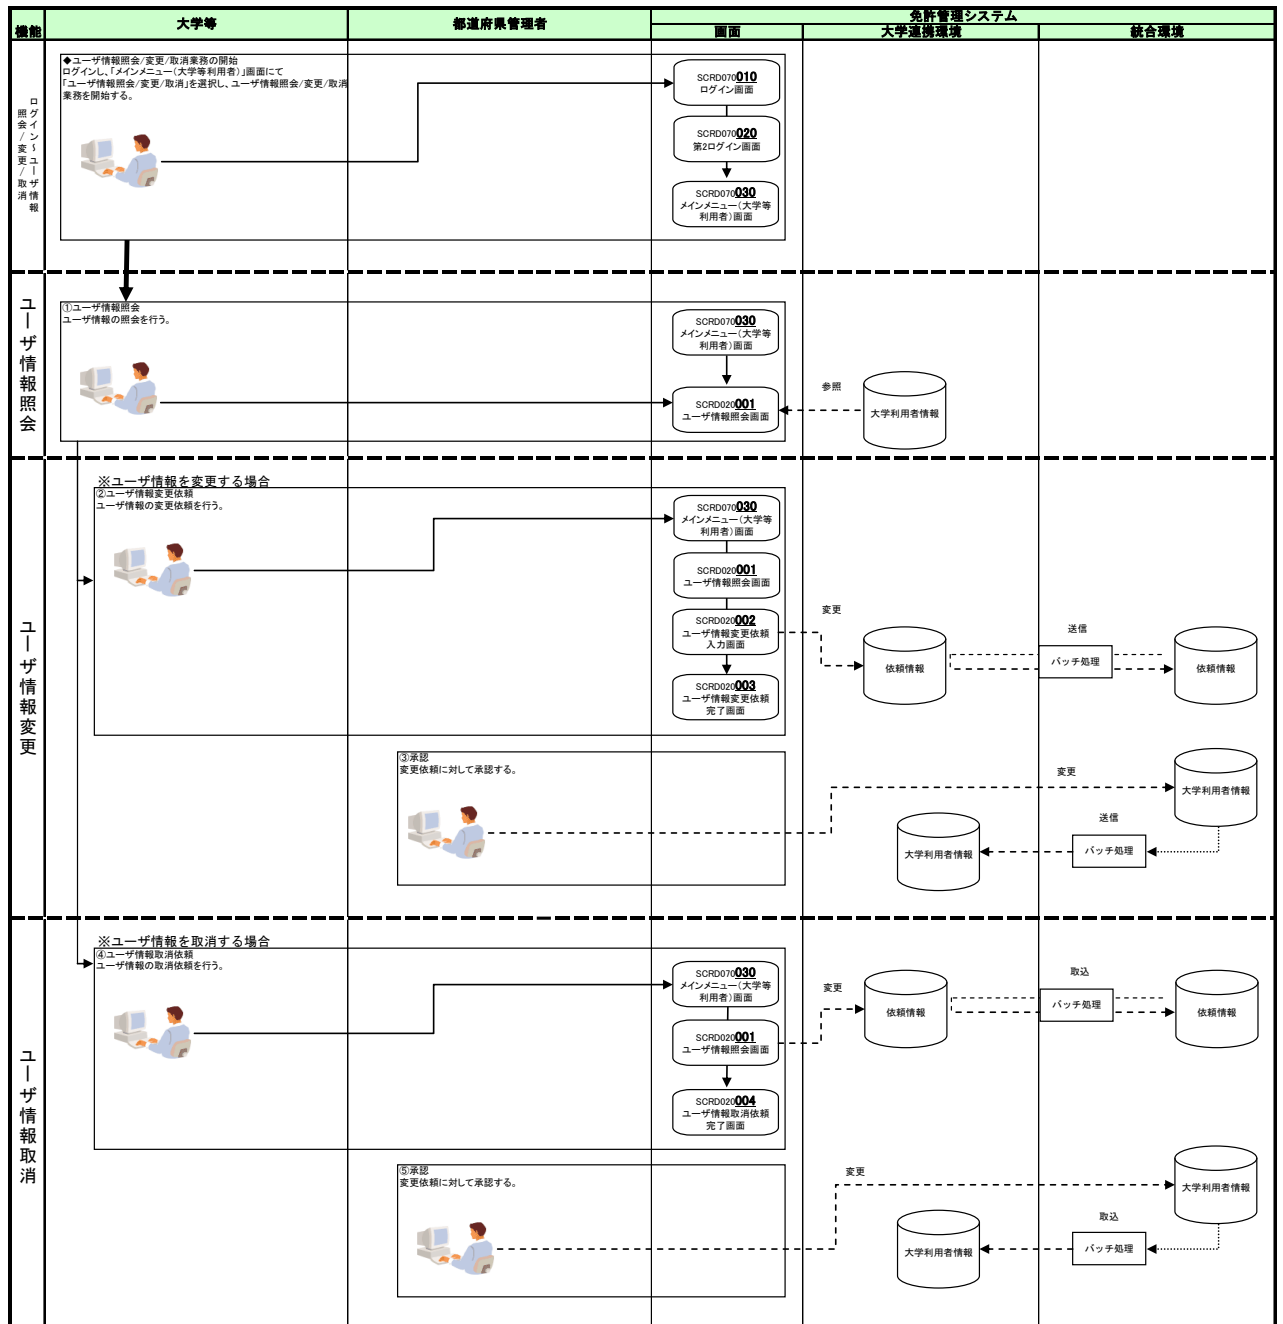 機能
大学等
都道府県管理者
免許管理システム
画面
大学連携環境
統合環境
ログイン～ユーザ情報
照会/変更/取消
◆ユーザ情報照会/変更/取消業務の開始
ログインし、「メインメニュー(大学等利用者)」画面にて
「ユーザ情報照会/変更/取消」を選択し、ユーザ情報照会/変更/取消
業務を開始する。
SCRD070010
ログイン画面
SCRD070020
第2ログイン画面
SCRD070030
メインメニュー(大学等
利用者)画面
ユーザ情報照会
①ユーザ情報照会
ユーザ情報の照会を行う。
SCRD070030
メインメニュー(大学等
利用者)画面
SCRD020001
ユーザ情報照会画面
参照
大学利用者情報
ユーザ情報変更
※ユーザ情報を変更する場合
②ユーザ情報変更依頼
ユーザ情報の変更依頼を行う。
SCRD070030
メインメニュー(大学等
利用者)画面
SCRD020001
ユーザ情報照会画面
SCRD020002
ユーザ情報変更依頼
入力画面
SCRD020003
ユーザ情報変更依頼
完了画面
変更
依頼情報
送信
バッチ処理
依頼情報
③承認
変更依頼に対して承認する。
変更
大学利用者情報
送信
バッチ処理
大学利用者情報
ユーザ情報取消
※ユーザ情報を取消する場合
④ユーザ情報取消依頼
ユーザ情報の取消依頼を行う。
SCRD070030
メインメニュー(大学等
利用者)画面
SCRD020001
ユーザ情報照会画面
SCRD020004
ユーザ情報取消依頼
完了画面
変更
依頼情報
取込
バッチ処理
依頼情報
⑤承認
変更依頼に対して承認する。
変更
大学利用者情報
取込
バッチ処理
大学利用者情報